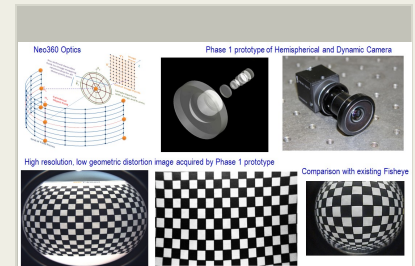 Neo360 Optics
Phase 1 prototype of Hemispherical and Dynamic Camera
High resolution, low geometric distortion image acquired by Phase 1 prototype
Comparison with existing Fisheye